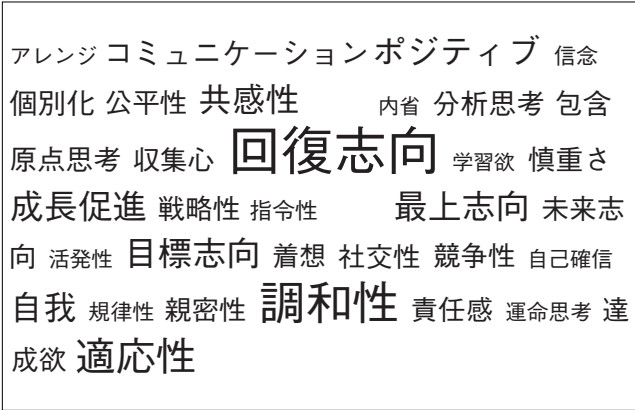 アレンジ コミュニケーション ポジティブ 信念
個別化 公平性 共感性 内省 分析思考 包含
原点思考 収集心 回復志向 学習欲 慎重さ
成長促進 戦略性 指令性 最上志向 未来志
向 活発性 目標志向 着想 社交性 競争性 自己確信
自我 規律性 親密性 調和性 責任感 運命思考 達
成欲 適応性